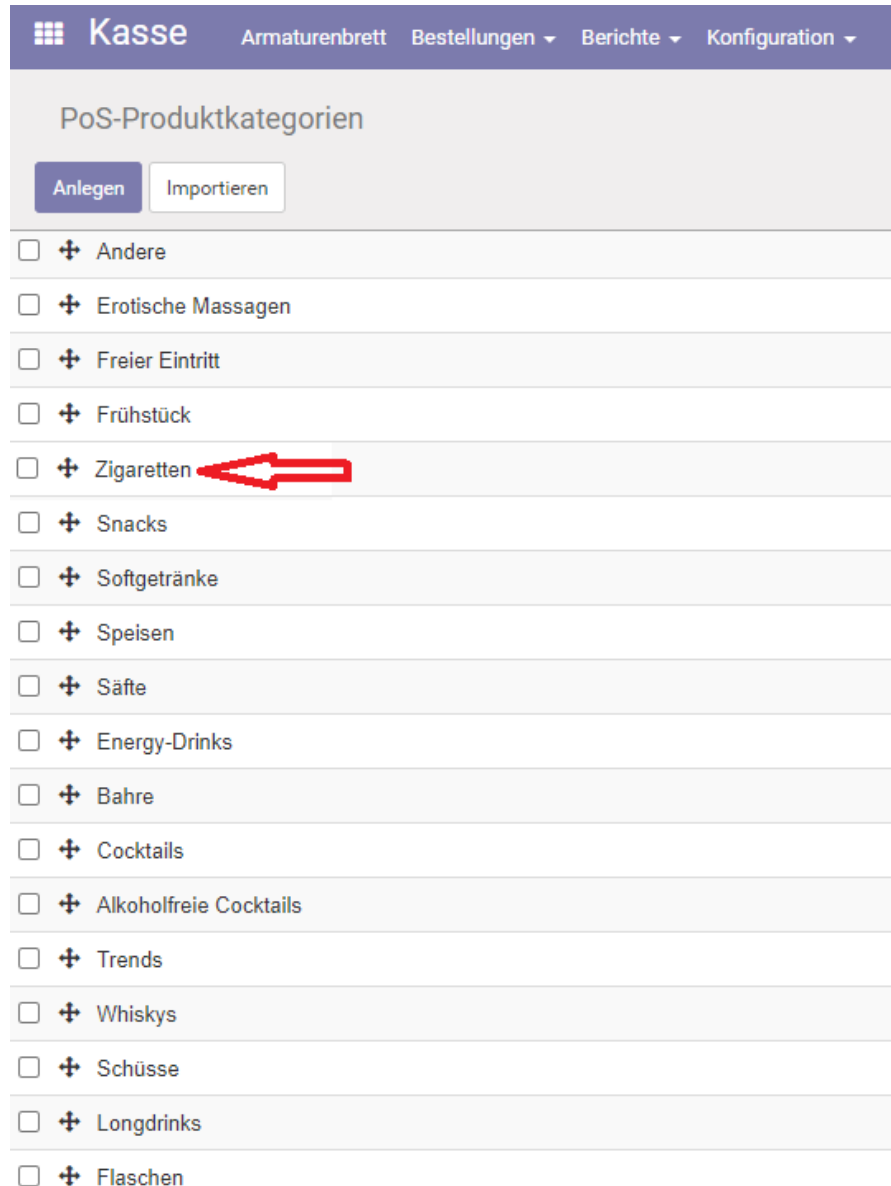 Kasse Armaturenbrett Bestellungen Berichte Konfiguration
PoS-Produktkategorien
Anlegen Importieren
Andere
Erotische Massagen
Freier Eintritt
Frühstück
Zigaretten
Snacks
Softgetränke
Speisen
Säfte
Energy-Drinks
Bahre
Cocktails
Alkoholfreie Cocktails
Trends
Whiskys
Schüsse
Longdrinks
Flaschen